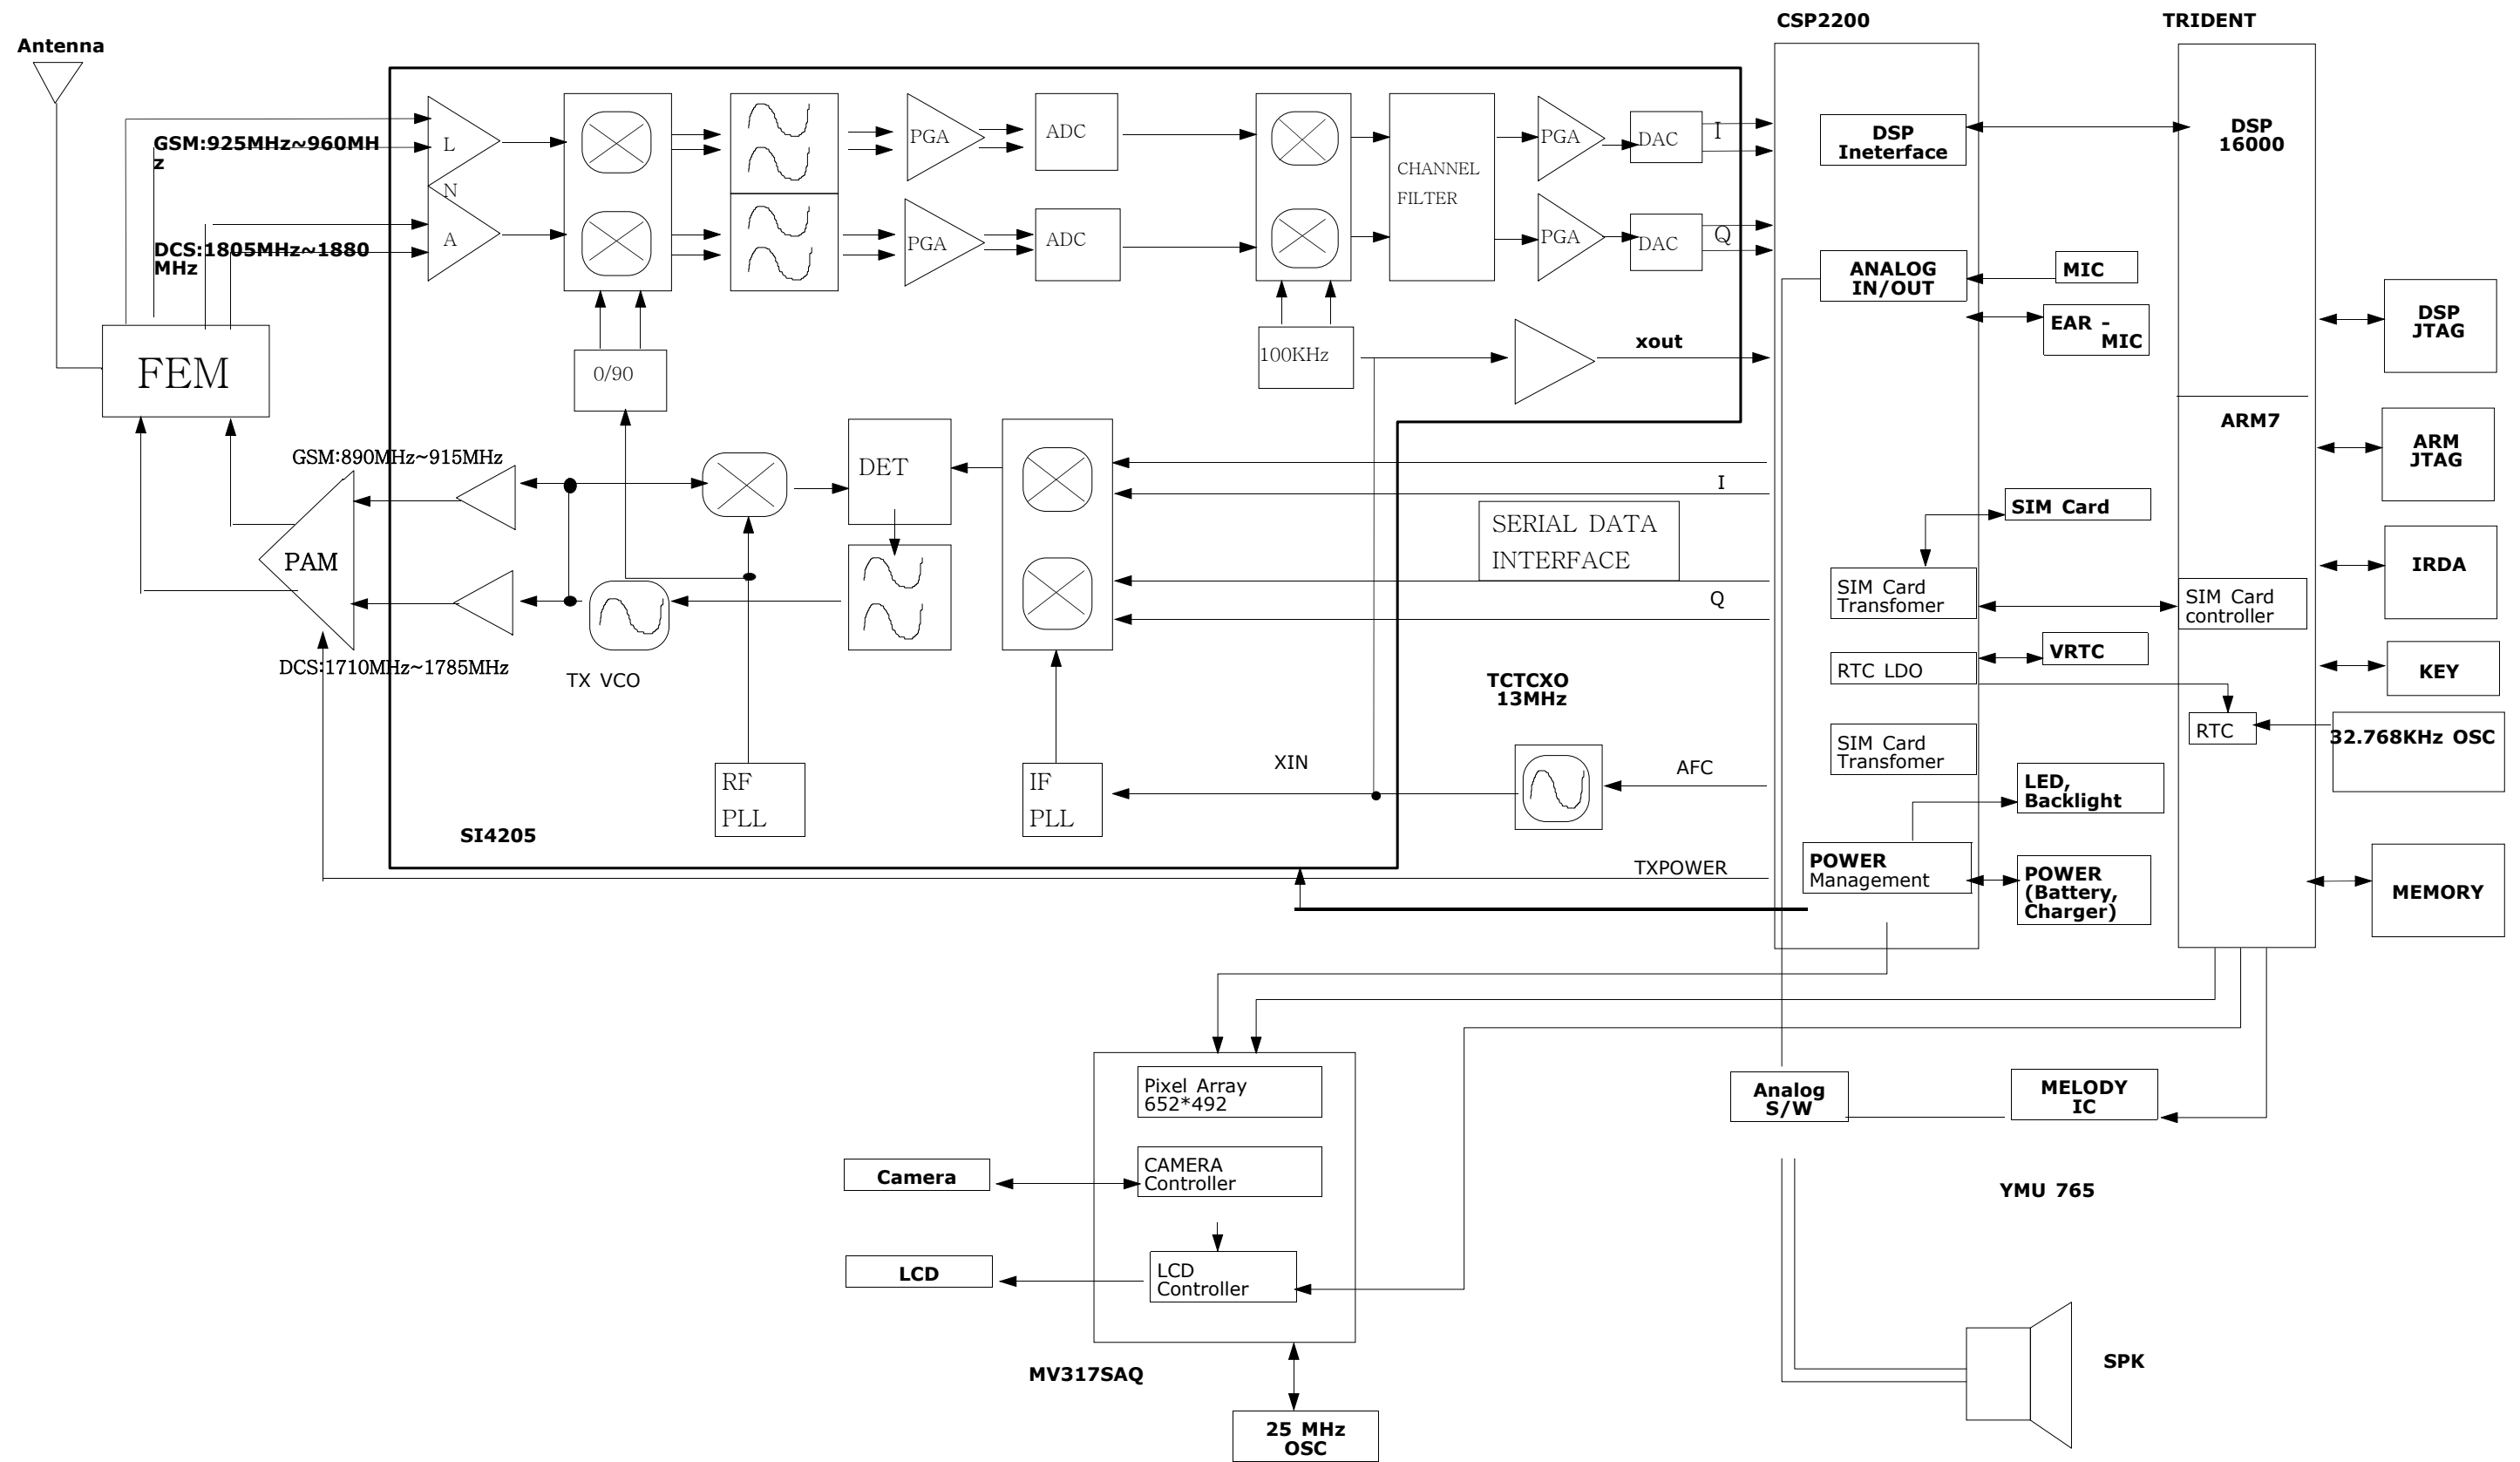 CSP2200
TRIDENT
Antenna
GSM:925MHz~960MH
z
DCS:1805MHz~1880
MHz
L
N
A
PGA
ADC
PGA
ADC
CHANNEL
FILTER
PGA
DAC
I
PGA
DAC
Q
DSP
Ineterface
DSP
16000
ANALOG
IN/OUT
MIC
EAR -
MIC
DSP
JTAG
FEM
0/90
100KHz
xout
ARM7
ARM
JTAG
GSM:890MHz~915MHz
DET
I
SERIAL DATA
INTERFACE
Q
SIM Card
PAM
SIM Card
Transfomer
SIM Card
controller
IRDA
DCS:1710MHz~1785MHz
TX VCO
TCTCXO
13MHz
RTC LDO
VRTC
KEY
RTC
32.768KHz OSC
SIM Card
Transfomer
XIN
AFC
RF
PLL
IF
PLL
SI4205
LED,
Backlight
TXPOWER
POWER
Management
POWER
(Battery,
Charger)
MEMORY
Pixel Array
652*492
Analog
S/W
MELODY
IC
Camera
CAMERA
Controller
YMU 765
LCD
LCD
Controller
MV317SAQ
SPK
25 MHz
OSC